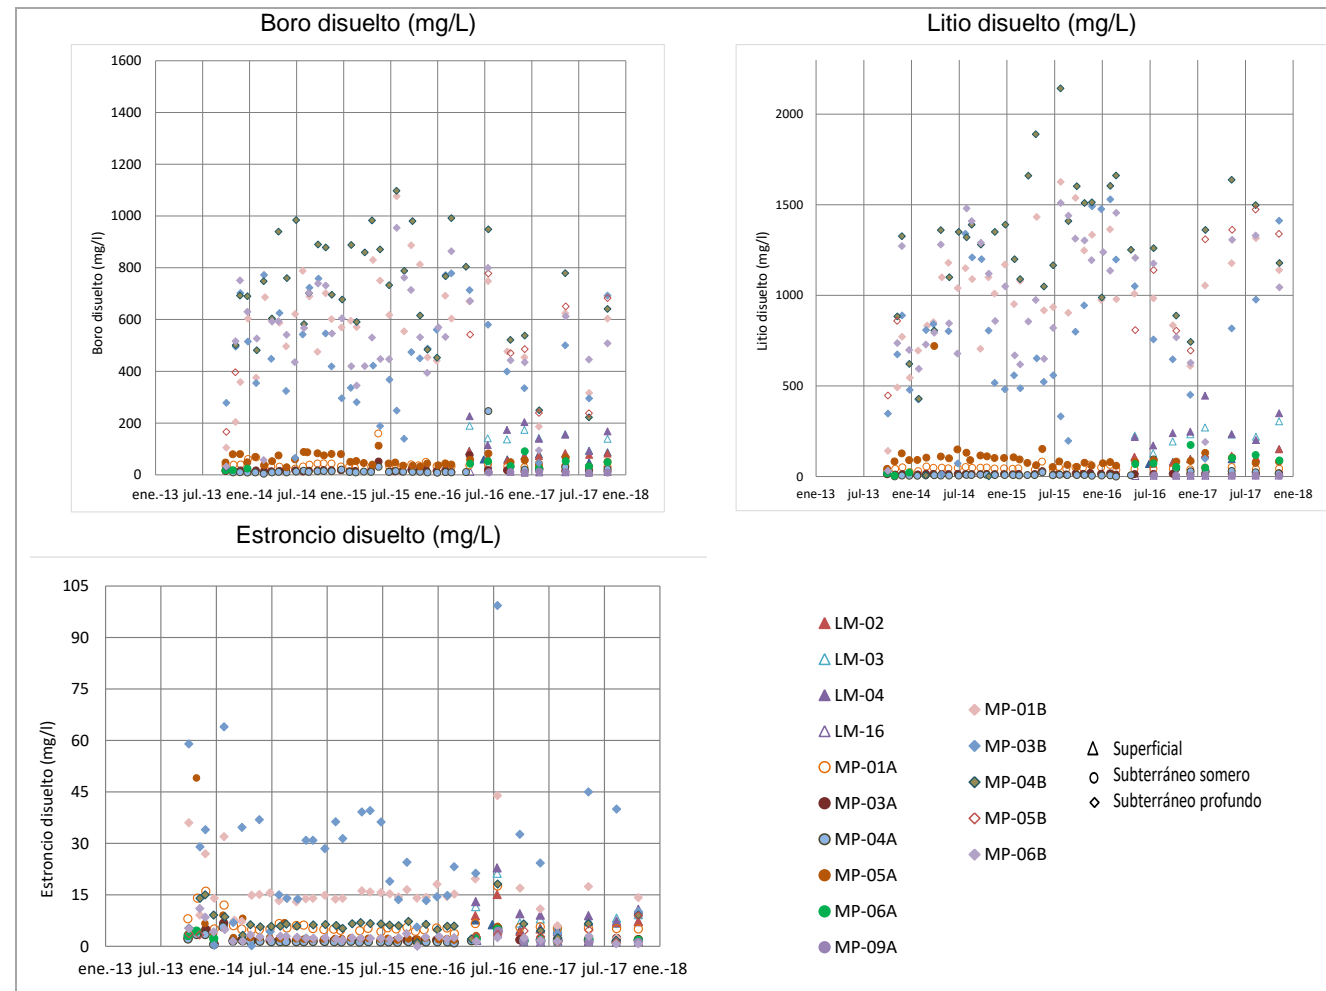 Boro disuelto (mg/L)
Boro disuelto (mg/l)
1600
1400
1200
1000
800
600
400
200
0
ene.-13 jul.-13 ene.-14 jul.-14 ene.-15 jul.-15 ene.-16 jul.-16 ene.-17 jul.-17 ene.-18
Litio disuelto (mg/L)
Litio disuelto (mg/l)
2000
1500
1000
500
0
ene.-13 jul.-13 ene.-14 jul.-14 ene.-15 jul.-15 ene.-16 jul.-16 ene.-17 jul.-17 ene.-18
Estroncio disuelto (mg/L)
Estroncio disuelto (mg/l)
105
90
75
60
45
30
15
0
ene.-13 jul.-13 ene.-14 jul.-14 ene.-15 jul.-15 ene.-16 jul.-16 ene.-17 jul.-17 ene.-18
LM-02
LM-03
LM-04
LM-16
MP-01A
MP-03A
MP-04A
MP-05A
MP-06A
MP-09A
MP-01B
MP-03B
MP-04B
MP-05B
MP-06B
Superficial
Subterráneo somero
Subterráneo profundo